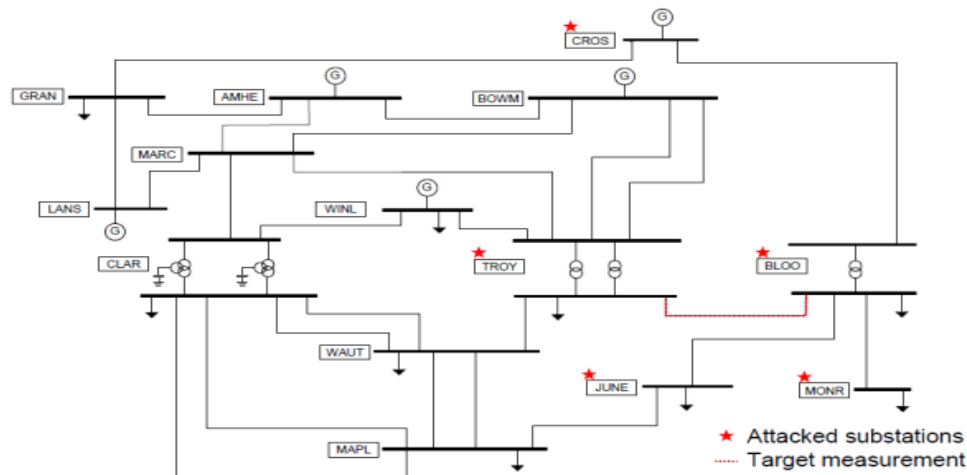 G
CROS
G
G
GRAN
AMHE
BOWM
MARC
G
LANS
WINL
G
CLAR
TROY
BLOO
WAUT
JUNE
MONR
MAPL
Attacked substations
Target measurement